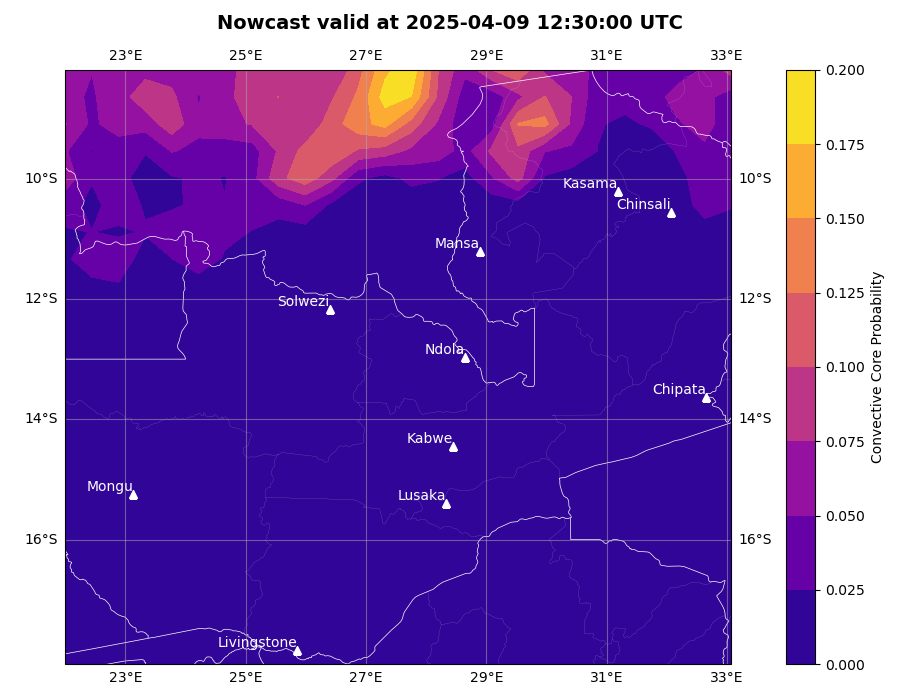 Nowcast valid at 2025-04-09 12:30:00 UTC
23°E 25°E 27°E 29°E 31°E 33°E
0.200
0.175
10°S Kasama 10°S
Chinsali
0.150
Mansa
0.125
12°S Solwezi 12°S
Ndola
0.100
Chipata
14°S 14°S
Kabwe
0.075
Mongu
Lusaka
0.050
16°S 16°S
0.025
Livingstone
0.000
23°E 25°E 27°E 29°E 31°E 33°E
Convective Core Probability